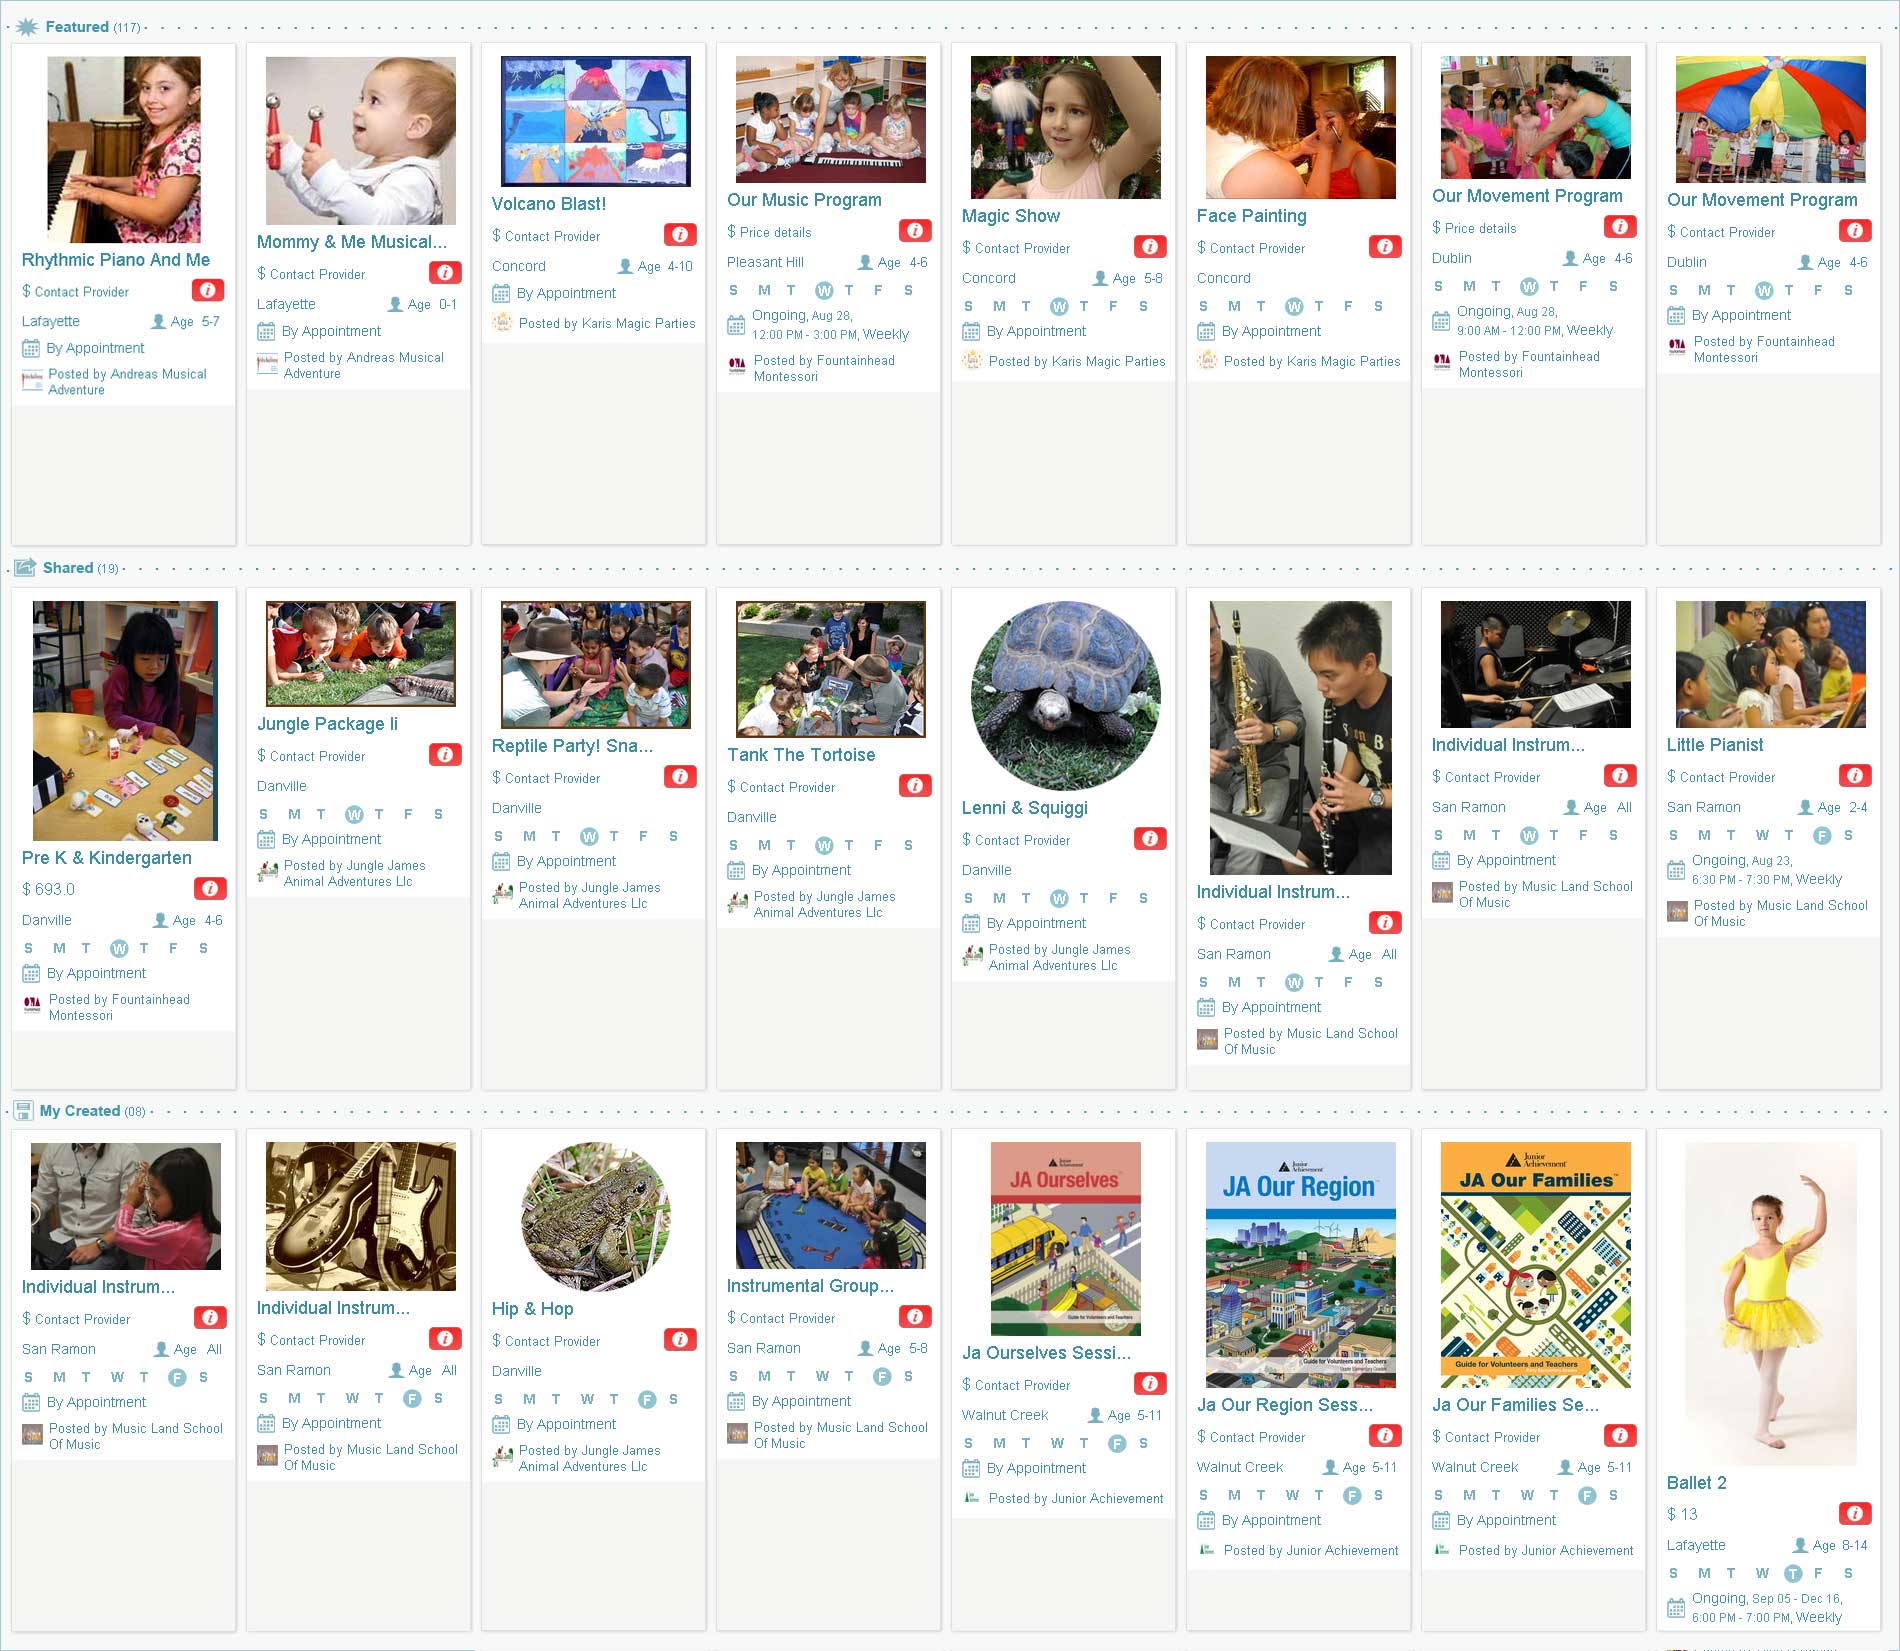 Featured (117)
Rhythmic Piano And Me
$ Contact Provider
Lafayette Age 5-7
By Appointment
Posted by Andreas Musical
Adventure
Mommy & Me Musical...
$ Contact Provider
Lafayette Age 0-1
By Appointment
Posted by Andreas Musical
Adventure
Volcano Blast!
$ Contact Provider
Concord Age 4-10
By Appointment
Posted by Karis Magic Parties
Our Music Program
$ Price details
Pleasant Hill Age 4-6
S M T W T F S
Ongoing, Aug 28,
12:00 PM - 3:00 PM, Weekly
Posted by Fountainhead
Montessori
Magic Show
$ Contact Provider
Concord Age 5-8
S M T W T F S
By Appointment
Posted by Karis Magic Parties
Face Painting
$ Contact Provider
Concord
S M T W T F S
By Appointment
Posted by Karis Magic Parties
Our Movement Program
$ Price details
Dublin Age 4-6
S M T W T F S
Ongoing, Aug 28,
9:00 AM - 12:00 PM, Weekly
Posted by Fountainhead
Montessori
Our Movement Program
$ Contact Provider
Dublin Age 4-6
S M T W T F S
By Appointment
Posted by Fountainhead
Montessori
Shared (19)
Pre K & Kindergarten
$ 693.0
Danville Age 4-6
S M T W T F S
By Appointment
Posted by Fountainhead
Montessori
Jungle Package Ii
$ Contact Provider
Danville
S M T W T F S
By Appointment
Posted by Jungle James
Animal Adventures Llc
Reptile Party! Sna...
$ Contact Provider
Danville
S M T W T F S
By Appointment
Posted by Jungle James
Animal Adventures Llc
Tank The Tortoise
$ Contact Provider
Danville
S M T W T F S
By Appointment
Posted by Jungle James
Animal Adventures Llc
Lenni & Squiggi
$ Contact Provider
Danville
S M T W T F S
By Appointment
Posted by Jungle James
Animal Adventures Llc
Individual Instrum...
$ Contact Provider
San Ramon Age All
S M T W T F S
By Appointment
Posted by Music Land School
Of Music
Individual Instrum...
$ Contact Provider
San Ramon Age All
S M T W T F S
By Appointment
Posted by Music Land School
Of Music
Little Pianist
$ Contact Provider
San Ramon Age 2-4
S M T W T F S
Ongoing, Aug 23,
6:30 PM - 7:30 PM, Weekly
Posted by Music Land School
Of Music
My Created (08)
Individual Instrum...
$ Contact Provider
San Ramon Age All
S M T W T F S
By Appointment
Posted by Music Land School
Of Music
Individual Instrum...
$ Contact Provider
San Ramon Age All
S M T W T F S
By Appointment
Posted by Music Land School
Of Music
Hip & Hop
$ Contact Provider
Danville
S M T W T F S
By Appointment
Posted by Jungle James
Animal Adventures Llc
Instrumental Group...
$ Contact Provider
San Ramon Age 5-8
S M T W T F S
By Appointment
Posted by Music Land School
Of Music
Junior
Achievement
JA Ourselves™
Guide for Volunteers and Teachers
Ja Ourselves Sessi...
$ Contact Provider
Walnut Creek Age 5-11
S M T W T F S
By Appointment
Posted by Junior Achievement
Junior
Achievement
JA Our Region™
Guide for Volunteers and Teachers
Upper Elementary Grades
Ja Our Region Sess...
$ Contact Provider
Walnut Creek Age 5-11
S M T W T F S
By Appointment
Posted by Junior Achievement
Junior
Achievement
JA Our Families™
Guide for Volunteers and Teachers
Ja Our Families Se...
$ Contact Provider
Walnut Creek Age 5-11
S M T W T F S
By Appointment
Posted by Junior Achievement
Ballet 2
$ 13
Lafayette Age 8-14
S M T W T F S
Ongoing, Sep 05 - Dec 16,
6:00 PM - 7:00 PM, Weekly